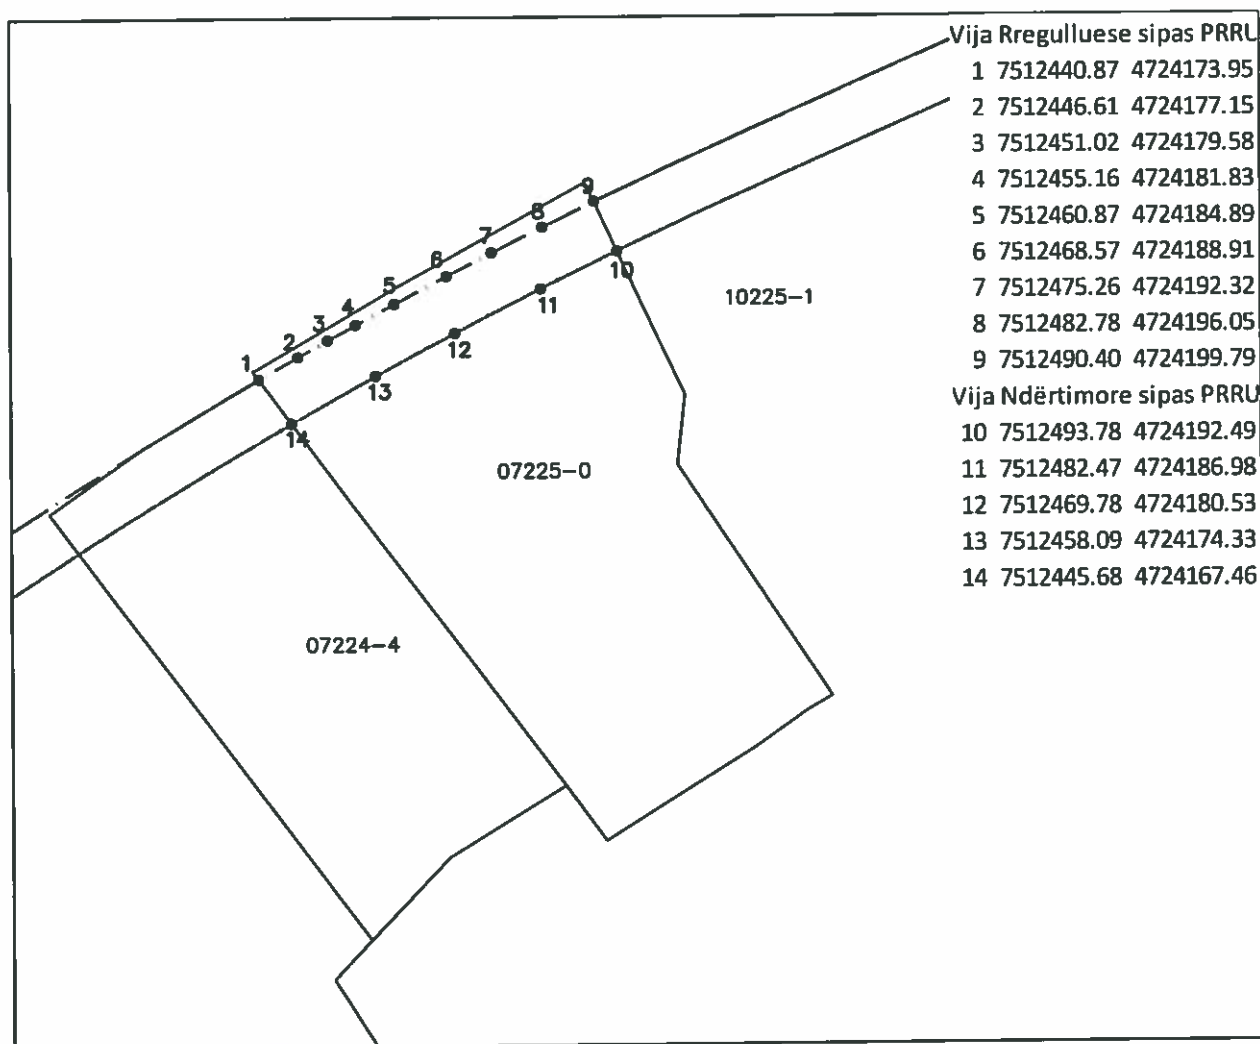 Vija Rregulluese sipas PRRU
1 7512440.87 4724173.95
2 7512446.61 4724177.15
3 7512451.02 4724179.58
4 7512455.16 4724181.83
5 7512460.87 4724184.89
6 7512468.57 4724188.91
7 7512475.26 4724192.32
8 7512482.78 4724196.05
9 7512490.40 4724199.79
Vija Ndërtimore sipas PRRU
10 7512493.78 4724192.49
11 7512482.47 4724186.98
12 7512469.78 4724180.53
13 7512458.09 4724174.33
14 7512445.68 4724167.46
9
8
7
6
5
4
3
2
1
10
11
12
13
14
10225-1
07225-0
07224-4